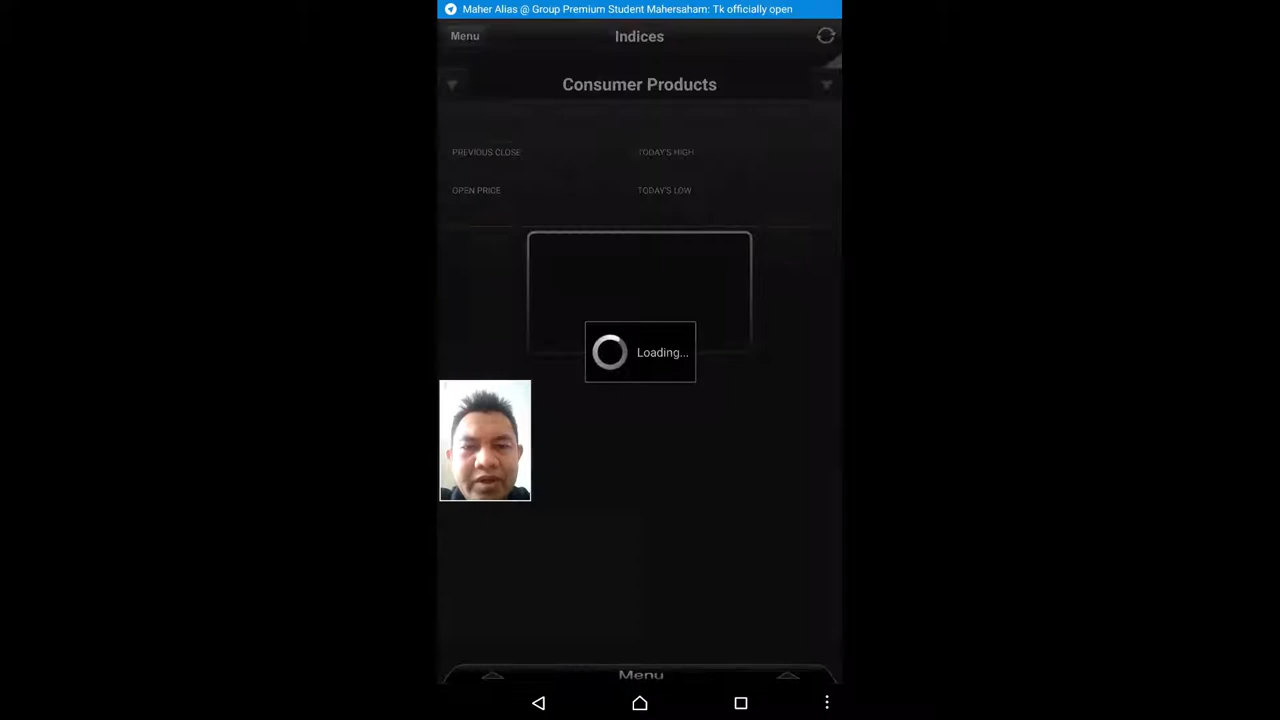 Maher Alias @ Group Premium Student Mahersaham: Tk officially open
Menu
Indices
Consumer Products
PREVIOUS CLOSE
TODAY'S HIGH
OPEN PRICE
TODAY'S LOW
Loading...
Menu